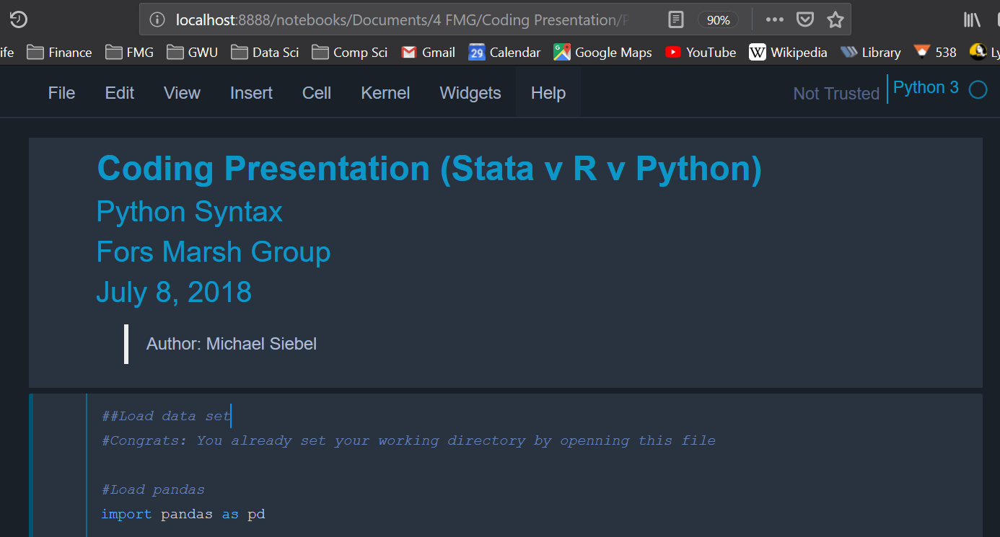 localhost:8888/notebooks/Documents/4 FMG/Coding Presentation/P 90%
ife Finance FMG GWU Data Sci Comp Sci Gmail 29 Calendar Google Maps YouTube W Wikipedia Library 538 Ly
File Edit View Insert Cell Kernel Widgets Help Not Trusted Python 3
Coding Presentation (Stata v R v Python)
Python Syntax
Fors Marsh Group
July 8, 2018
Author: Michael Siebel
##Load data set
#Congrats: You already set your working directory by openning this file
#Load pandas
import pandas as pd